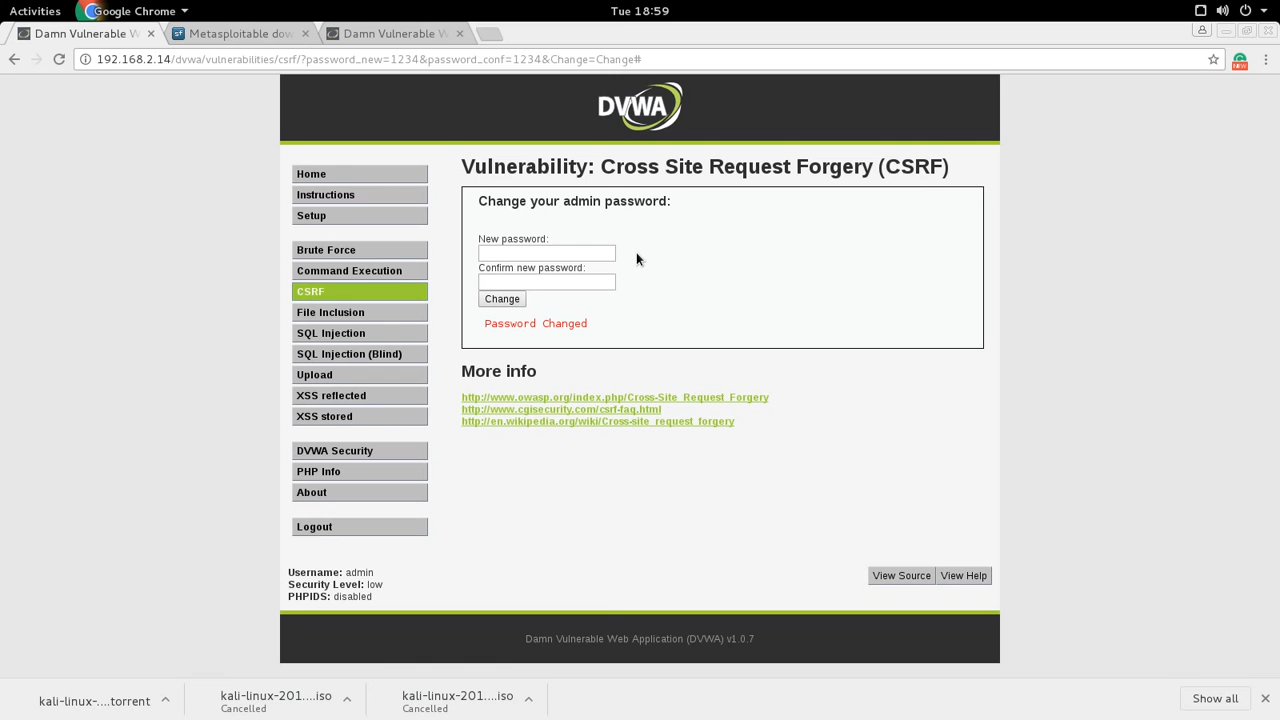 Activities Google Chrome Tue 18:59
Damn Vulnerable W Metasploitable dow Damn Vulnerable W
192.168.2.14/dvwa/vulnerabilities/csrf/?password_new=1234&password_conf=1234&Change=Change#
NEW
DVWA
Vulnerability: Cross Site Request Forgery (CSRF)
Home
Instructions
Setup
Brute Force
Command Execution
CSRF
File Inclusion
SQL Injection
SQL Injection (Blind)
Upload
XSS reflected
XSS stored
DVWA Security
PHP Info
About
Logout
Change your admin password:
New password:
Confirm new password:
Change
Password Changed
More info
http://www.owasp.org/index.php/Cross-Site_Request_Forgery
http://www.cgisecurity.com/csrf-faq.html
http://en.wikipedia.org/wiki/Cross-site_request_forgery
Username: admin
Security Level: low
PHPIDS: disabled
View Source View Help
Damn Vulnerable Web Application (DVWA) v1.0.7
kali-linux-....torrent
kali-linux-201....iso
Cancelled
kali-linux-201....iso
Cancelled
Show all